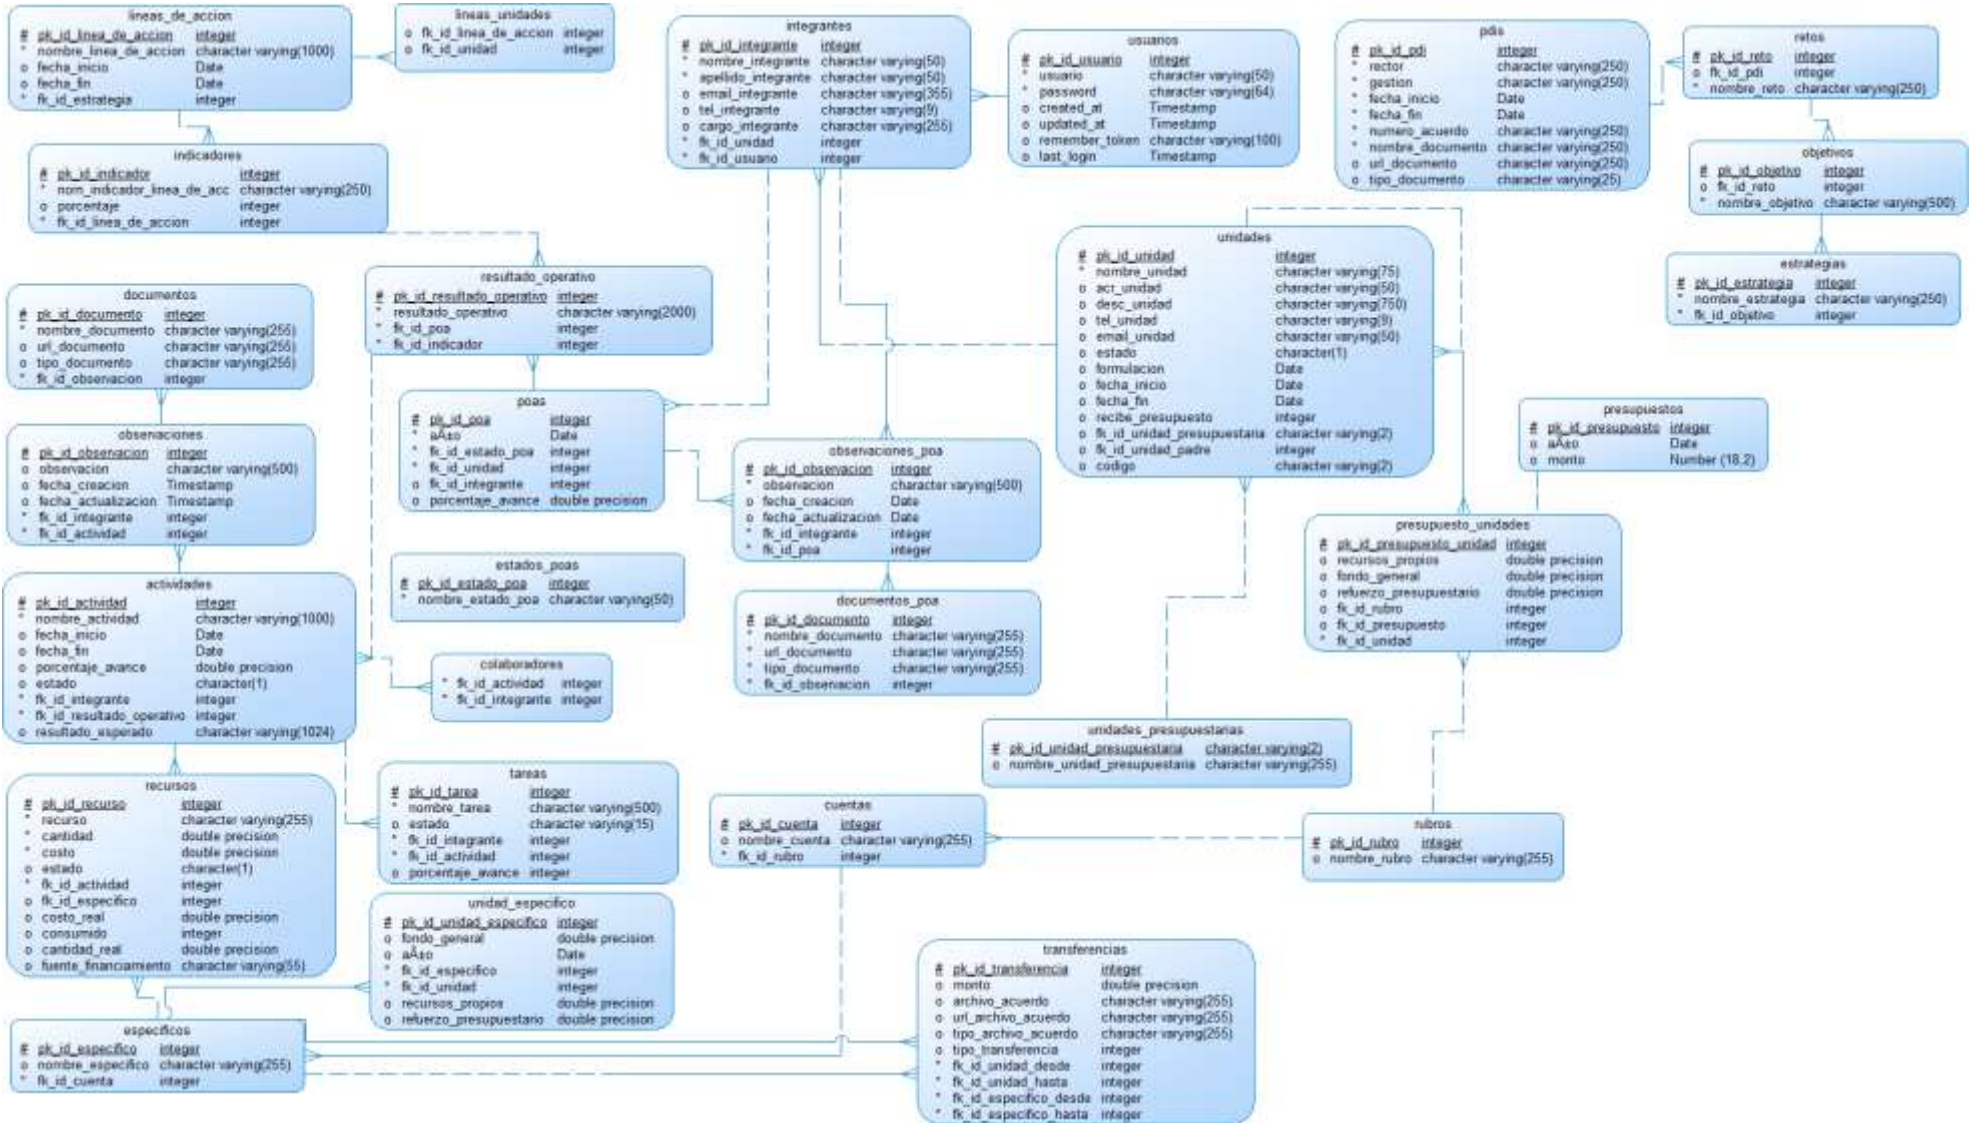 lineas_de_accion
# pk_id_linea_de_accion integer
* nombre_linea_de_accion character varying(1000)
o fecha_inicio Date
o fecha_fin Date
* fk_id_estrategia integer
lineas_unidades
o fk_id_linea_de_accion integer
o fk_id_unidad integer
integrantes
# pk_id_integrante integer
* nombre_integrante character varying(50)
* apellido_integrante character varying(50)
o email_integrante character varying(355)
o tel_integrante character varying(9)
o cargo_integrante character varying(255)
* fk_id_unidad integer
* fk_id_usuario integer
usuarios
# pk_id_usuario integer
* usuario character varying(50)
* password character varying(64)
o created_at Timestamp
o updated_at Timestamp
o remember_token character varying(100)
o last_login Timestamp
pdis
# pk_id_pdi integer
* rector character varying(250)
* gestion character varying(250)
* fecha_inicio Date
* fecha_fin Date
* numero_acuerdo character varying(250)
* nombre_documento character varying(250)
o url_documento character varying(250)
o tipo_documento character varying(25)
retos
# pk_id_reto integer
o fk_id_pdi integer
* nombre_reto character varying(250)
indicadores
# pk_id_indicador integer
* nom_indicador_linea_de_acc character varying(250)
o porcentaje integer
* fk_id_linea_de_accion integer
objetivos
# pk_id_objetivo integer
o fk_id_reto integer
* nombre_objetivo character varying(500)
unidades
# pk_id_unidad integer
* nombre_unidad character varying(75)
o acr_unidad character varying(50)
o desc_unidad character varying(750)
o tel_unidad character varying(9)
o email_unidad character varying(50)
o estado character(1)
o formulacion Date
o fecha_inicio Date
o fecha_fin Date
o recibe_presupuesto integer
o fk_id_unidad_presupuestaria character varying(2)
o fk_id_unidad_padre integer
o codigo character varying(2)
estrategias
# pk_id_estrategia integer
* nombre_estrategia character varying(250)
* fk_id_objetivo integer
resultado_operativo
# pk_id_resultado_operativo integer
* resultado_operativo character varying(2000)
* fk_id_poa integer
* fk_id_indicador integer
documentos
# pk_id_documento integer
* nombre_documento character varying(255)
o url_documento character varying(255)
o tipo_documento character varying(255)
* fk_id_observacion integer
poas
# pk_id_poa integer
* aÃ±o Date
* fk_id_estado_poa integer
* fk_id_unidad integer
o fk_id_integrante integer
o porcentaje_avance double precision
observaciones
# pk_id_observacion integer
o observacion character varying(500)
o fecha_creacion Timestamp
o fecha_actualizacion Timestamp
* fk_id_integrante integer
* fk_id_actividad integer
observaciones_poa
# pk_id_observacion integer
* observacion character varying(500)
o fecha_creacion Date
o fecha_actualizacion Date
* fk_id_integrante integer
* fk_id_poa integer
presupuestos
# pk_id_presupuesto integer
o aÃ±o Date
o monto Number (18,2)
presupuesto_unidades
# pk_id_presupuesto_unidad integer
o recursos_propios double precision
o fondo_general double precision
o refuerzo_presupuestario double precision
o fk_id_rubro integer
o fk_id_presupuesto integer
* fk_id_unidad integer
estados_poas
# pk_id_estado_poa integer
* nombre_estado_poa character varying(50)
actividades
# pk_id_actividad integer
* nombre_actividad character varying(1000)
o fecha_inicio Date
o fecha_fin Date
o porcentaje_avance double precision
o estado character(1)
* fk_id_integrante integer
* fk_id_resultado_operativo integer
o resultado_esperado character varying(1024)
documentos_poa
# pk_id_documento integer
* nombre_documento character varying(255)
* url_documento character varying(255)
* tipo_documento character varying(255)
* fk_id_observacion integer
colaboradores
* fk_id_actividad integer
* fk_id_integrante integer
unidades_presupuestarias
# pk_id_unidad_presupuestaria character varying(2)
o nombre_unidad_presupuestaria character varying(255)
recursos
# pk_id_recurso integer
* recurso character varying(255)
* cantidad double precision
* costo double precision
o estado character(1)
* fk_id_actividad integer
o fk_id_especifico integer
o costo_real double precision
o consumido integer
o cantidad_real double precision
o fuente_financiamiento character varying(55)
tareas
# pk_id_tarea integer
* nombre_tarea character varying(500)
o estado character varying(15)
* fk_id_integrante integer
* fk_id_actividad integer
o porcentaje_avance integer
cuentas
# pk_id_cuenta integer
o nombre_cuenta character varying(255)
* fk_id_rubro integer
rubros
# pk_id_rubro integer
o nombre_rubro character varying(255)
unidad_especifico
# pk_id_unidad_especifico integer
o fondo_general double precision
o aÃ±o Date
* fk_id_especifico integer
* fk_id_unidad integer
o recursos_propios double precision
o refuerzo_presupuestario double precision
transferencias
# pk_id_transferencia integer
o monto double precision
o archivo_acuerdo character varying(255)
o url_archivo_acuerdo character varying(255)
o tipo_archivo_acuerdo character varying(255)
o tipo_transferencia integer
* fk_id_unidad_desde integer
* fk_id_unidad_hasta integer
* fk_id_especifico_desde integer
* fk_id_especifico_hasta integer
especificos
# pk_id_especifico integer
o nombre_especifico character varying(255)
* fk_id_cuenta integer